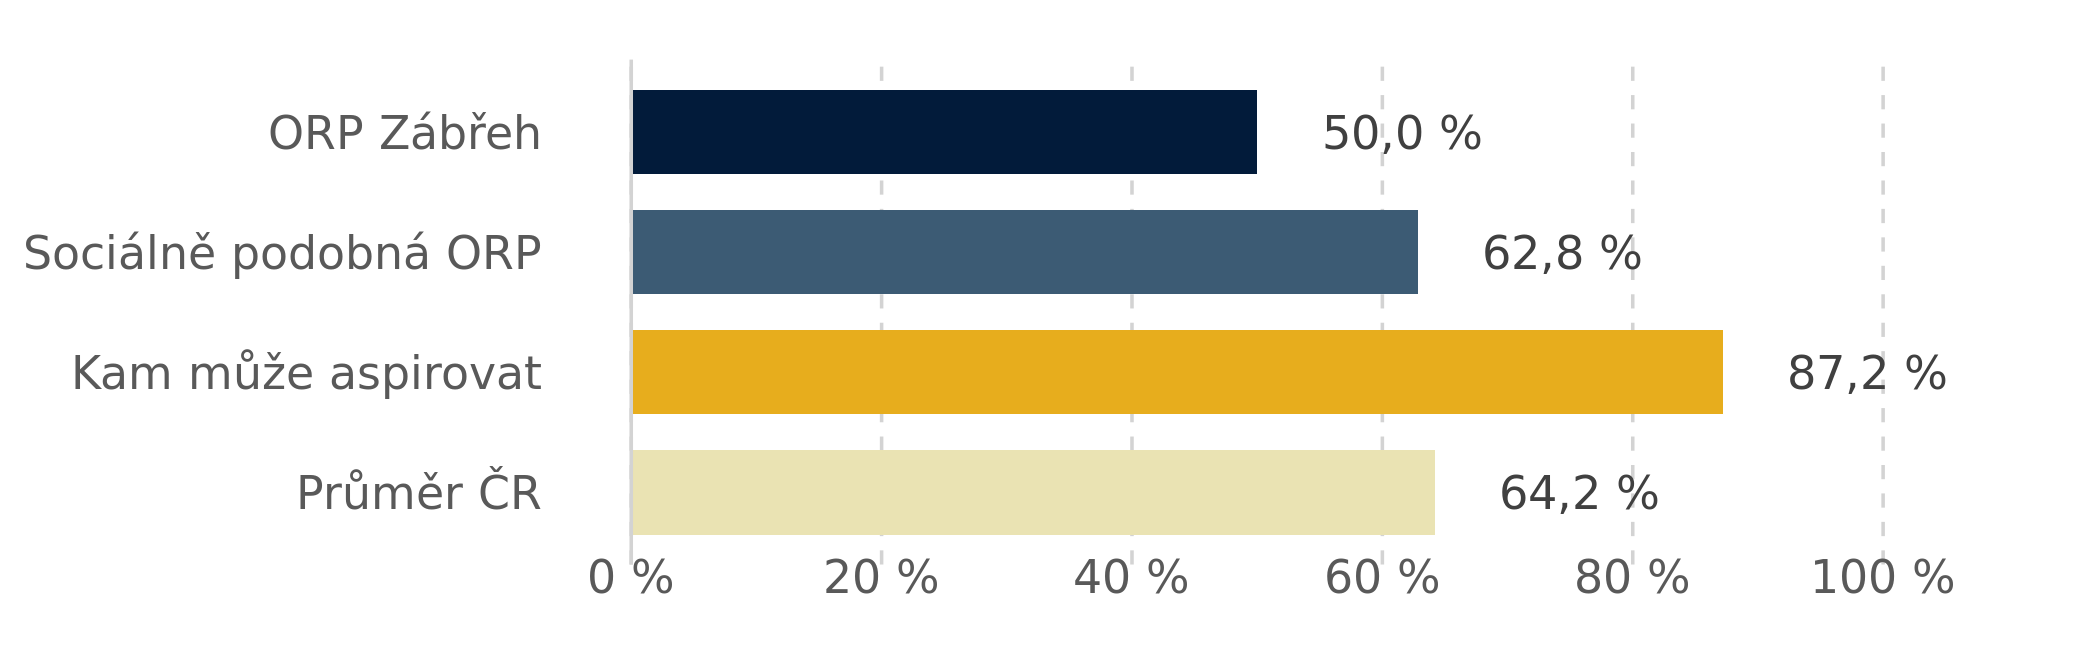 ORP Zábřeh
50,0 %
Sociálně podobná ORP
62,8 %
Kam může aspirovat
87,2 %
Průměr ČR
64,2 %
0 %
20 %
40 %
60 %
80 %
100 %